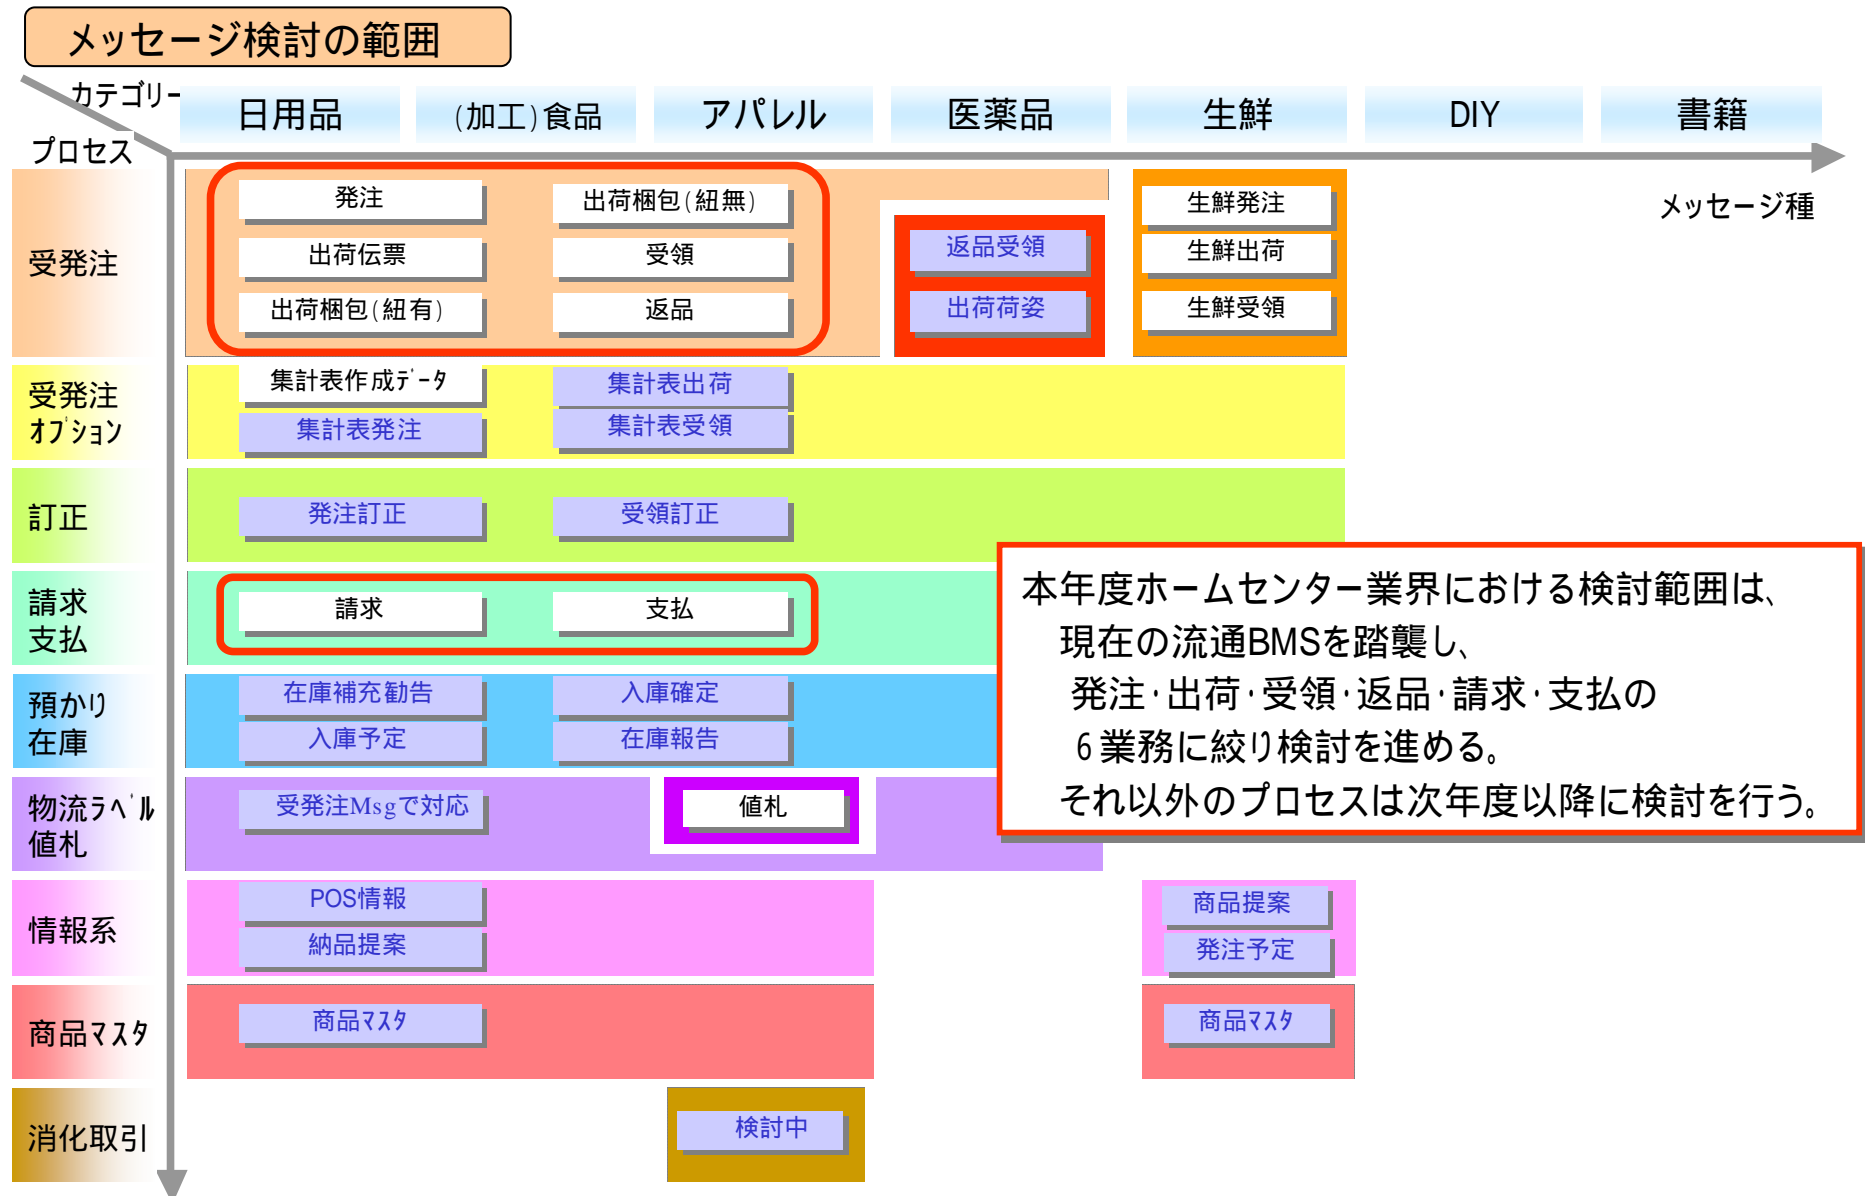 メッセージ検討の範囲
カテゴリー
日用品
(加工)食品
アパレル
医薬品
生鮮
DIY
書籍
プロセス
メッセージ種
受発注
発注
出荷梱包(紐無)
出荷伝票
受領
出荷梱包(紐有)
返品
返品受領
出荷荷姿
生鮮発注
生鮮出荷
生鮮受領
受発注
ｵﾌﾟｼｮﾝ
集計表作成ﾃﾞｰﾀ
集計表出荷
集計表発注
集計表受領
訂正
発注訂正
受領訂正
請求
支払
請求
支払
本年度ホームセンター業界における検討範囲は、
現在の流通BMSを踏襲し、
発注・出荷・受領・返品・請求・支払の
6業務に絞り検討を進める。
それ以外のプロセスは次年度以降に検討を行う。
預かり
在庫
在庫補充勧告
入庫確定
入庫予定
在庫報告
物流ﾗﾍﾞﾙ
値札
受発注Msgで対応
値札
情報系
POS情報
納品提案
商品提案
発注予定
商品ﾏｽﾀ
商品ﾏｽﾀ
商品ﾏｽﾀ
消化取引
検討中